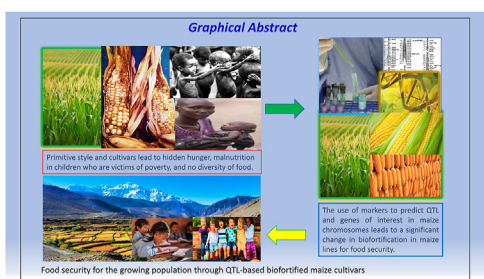 Graphical Abstract
Primitive style and cultivars lead to hidden hunger, malnutrition
in children who are victims of poverty, and no diversity of food.
The use of markers to predict QTL
and genes of interest in maize
chromosomes leads to a significant
change in biofortification in maize
lines for food security.
Food security for the growing population through QTL-based biofortified maize cultivars